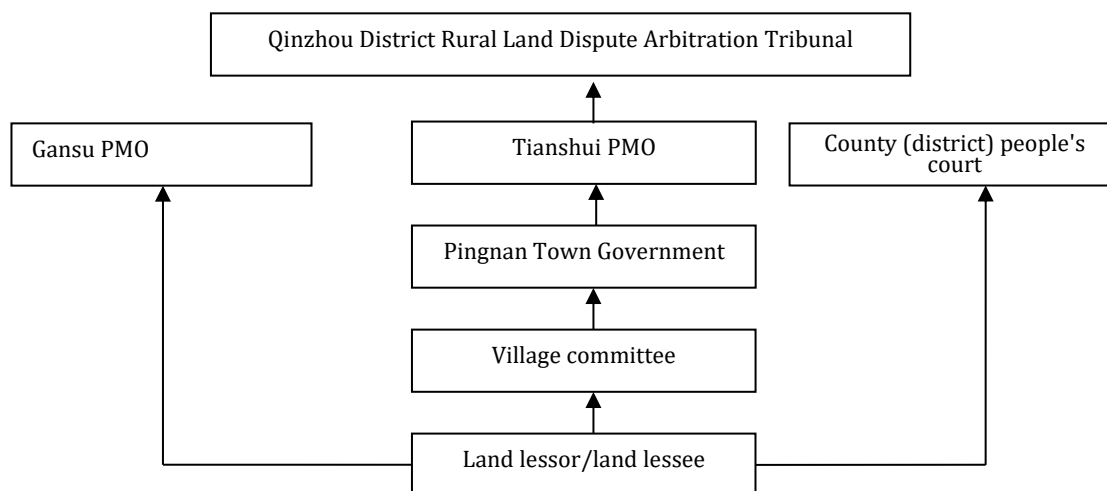 Qinzhou District Rural Land Dispute Arbitration Tribunal
Gansu PMO
Tianshui PMO
County (district) people's
court
Pingnan Town Government
Village committee
Land lessor/land lessee